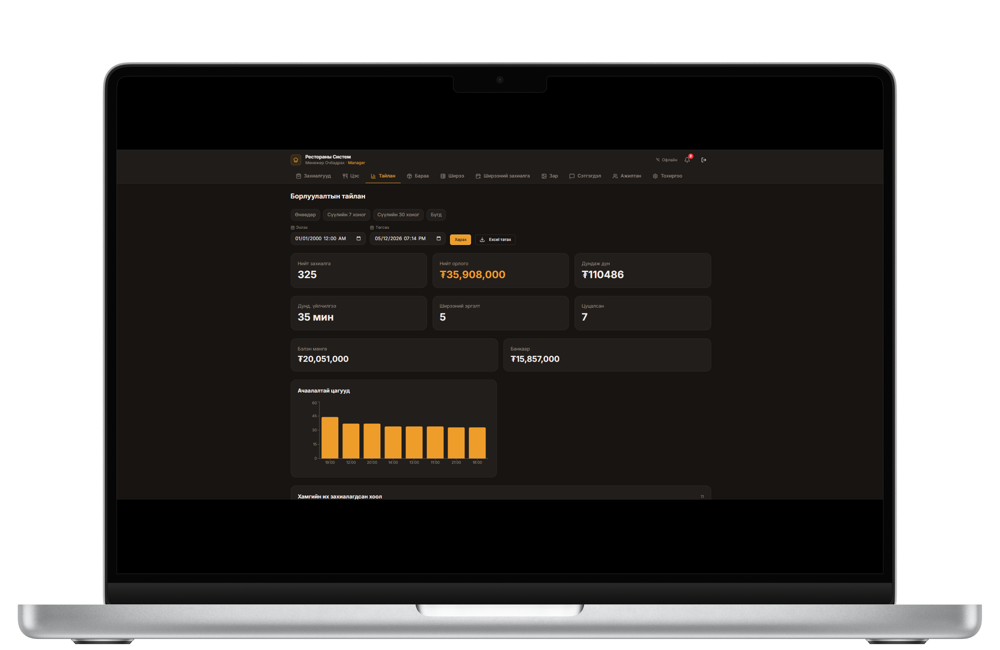 Рестораны Систем
Менежер Очбадрах · Manager
Офлайн
2
Захиалгууд
Цэс
Тайлан
Бараа
Ширээ
Ширээний захиалга
Зар
Сэтгэгдэл
Ажилтан
Тохиргоо
Борлуулалтын тайлан
Өнөөдөр
Сүүлийн 7 хоног
Сүүлийн 30 хоног
Бүгд
Эхлэх
Төгсөх
01/01/2000 12:00 AM
05/12/2026 07:14 PM
Харах
Excel татах
Нийт захиалга
325
Нийт орлого
₮35,908,000
Дундаж дүн
₮110486
Дунд. үйлчилгээ
35 мин
Ширээний эргэлт
5
Цуцалсан
7
Бэлэн мөнгө
₮20,051,000
Банкаар
₮15,857,000
Ачаалалтай цагууд
60
45
30
15
0
19:00 12:00 20:00 14:00 13:00 11:00 21:00 18:00
Хамгийн их захиалагдсан хоол
11